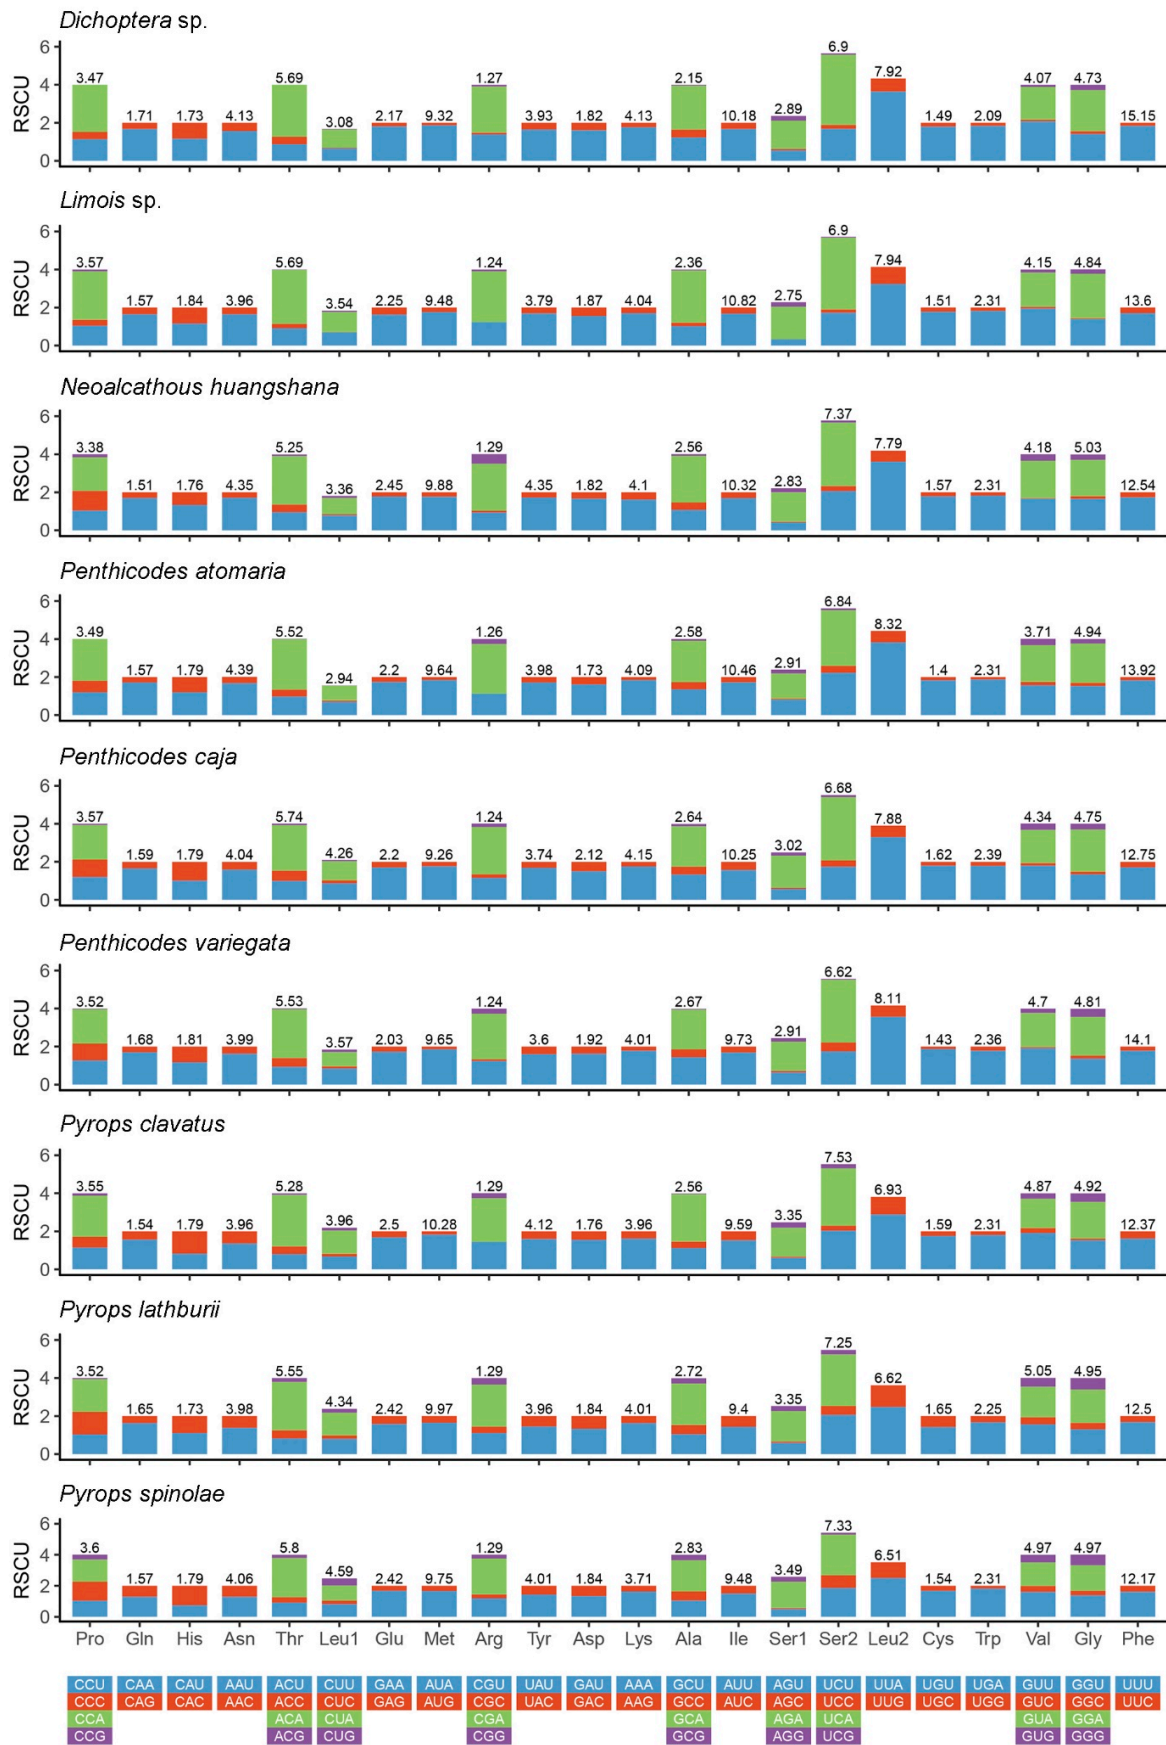 Dichoptera sp.
RSCU
6
4
2
0
3.47 1.71 1.73 4.13 5.69 3.08 2.17 9.32 1.27 3.93 1.82 4.13 2.15 10.18 2.89 6.9 7.92 1.49 2.09 4.07 4.73 15.15
Limois sp.
RSCU
6
4
2
0
3.57 1.57 1.84 3.96 5.69 3.54 2.25 9.48 1.24 3.79 1.87 4.04 2.36 10.82 2.75 6.9 7.94 1.51 2.31 4.15 4.84 13.6
Neoalcathous huangshana
RSCU
6
4
2
0
3.38 1.51 1.76 4.35 5.25 3.36 2.45 9.88 1.29 4.35 1.82 4.1 2.56 10.32 2.83 7.37 7.79 1.57 2.31 4.18 5.03 12.54
Penthicodes atomaria
RSCU
6
4
2
0
3.49 1.57 1.79 4.39 5.52 2.94 2.2 9.64 1.26 3.98 1.73 4.09 2.58 10.46 2.91 6.84 8.32 1.4 2.31 3.71 4.94 13.92
Penthicodes caja
RSCU
6
4
2
0
3.57 1.59 1.79 4.04 5.74 4.26 2.2 9.26 1.24 3.74 2.12 4.15 2.64 10.25 3.02 6.68 7.88 1.62 2.39 4.34 4.75 12.75
Penthicodes variegata
RSCU
6
4
2
0
3.52 1.68 1.81 3.99 5.53 3.57 2.03 9.65 1.24 3.6 1.92 4.01 2.67 9.73 2.91 6.62 8.11 1.43 2.36 4.7 4.81 14.1
Pyrops clavatus
RSCU
6
4
2
0
3.55 1.54 1.79 3.96 5.28 3.96 2.5 10.28 1.29 4.12 1.76 3.96 2.56 9.59 3.35 7.53 6.93 1.59 2.31 4.87 4.92 12.37
Pyrops lathburii
RSCU
6
4
2
0
3.52 1.65 1.73 3.98 5.55 4.34 2.42 9.97 1.29 3.96 1.84 4.01 2.72 9.4 3.35 7.25 6.62 1.65 2.25 5.05 4.95 12.5
Pyrops spinolae
RSCU
6
4
2
0
3.6 1.57 1.79 4.06 5.8 4.59 2.42 9.75 1.29 4.01 1.84 3.71 2.83 9.48 3.49 7.33 6.51 1.54 2.31 4.97 4.97 12.17
Pro Gln His Asn Thr Leu1 Glu Met Arg Tyr Asp Lys Ala Ile Ser1 Ser2 Leu2 Cys Trp Val Gly Phe
CCU CAA CAU AAU ACU CUU GAA AUA CGU UAU GAU AAA GCU AUU AGU UCU UUA UGU UGA GUU GGU UUU
CCC CAG CAC AAC ACC CUC GAG AUG CGC UAC GAC AAG GCC AUC AGC UCC UUG UGC UGG GUC GGC UUC
CCA ACA CUA CGA GCA AGA UCA GUA GGA
CCG ACG CUG CGG GCG AGG UCG GUG GGG